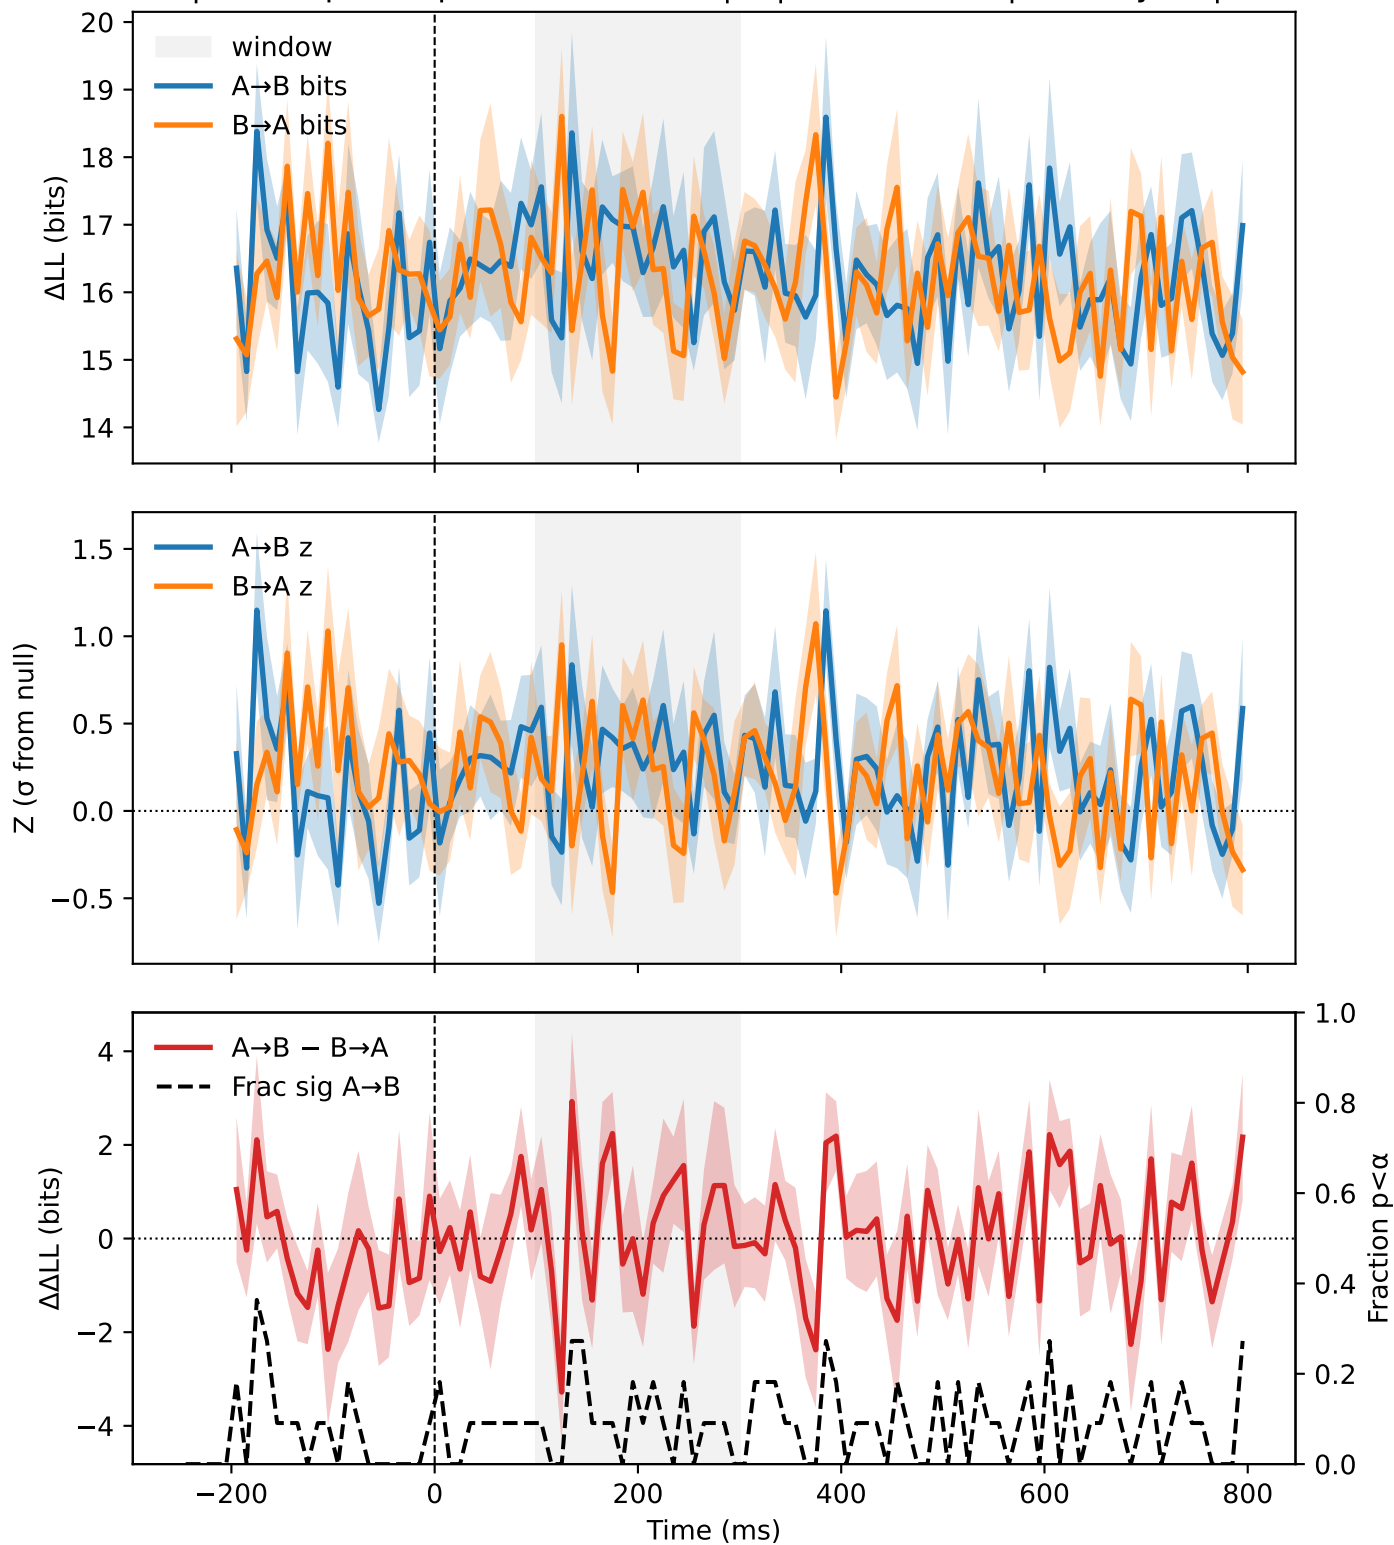 20
19
18
17
16
15
14
ΔLL (bits)
window
A→B bits
B→A bits
1.5
1.0
0.5
0.0
−0.5
Z (σ from null)
A→B z
B→A z
4
2
0
−2
−4
ΔΔLL (bits)
A→B − B→A
Frac sig A→B
1.0
0.8
0.6
0.4
0.2
0.0
Fraction p<α
−200 0 200 400 600 800
Time (ms)